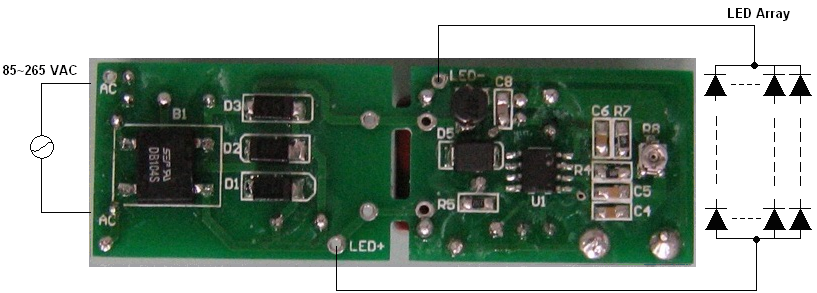 LED Array
85~265 VAC
LED-
C8
AC
B1
D3
C6 R7
D5
R8
D2
SEP
DB104S
R4
D1
C5
R5
U1
C4
AC
LED+